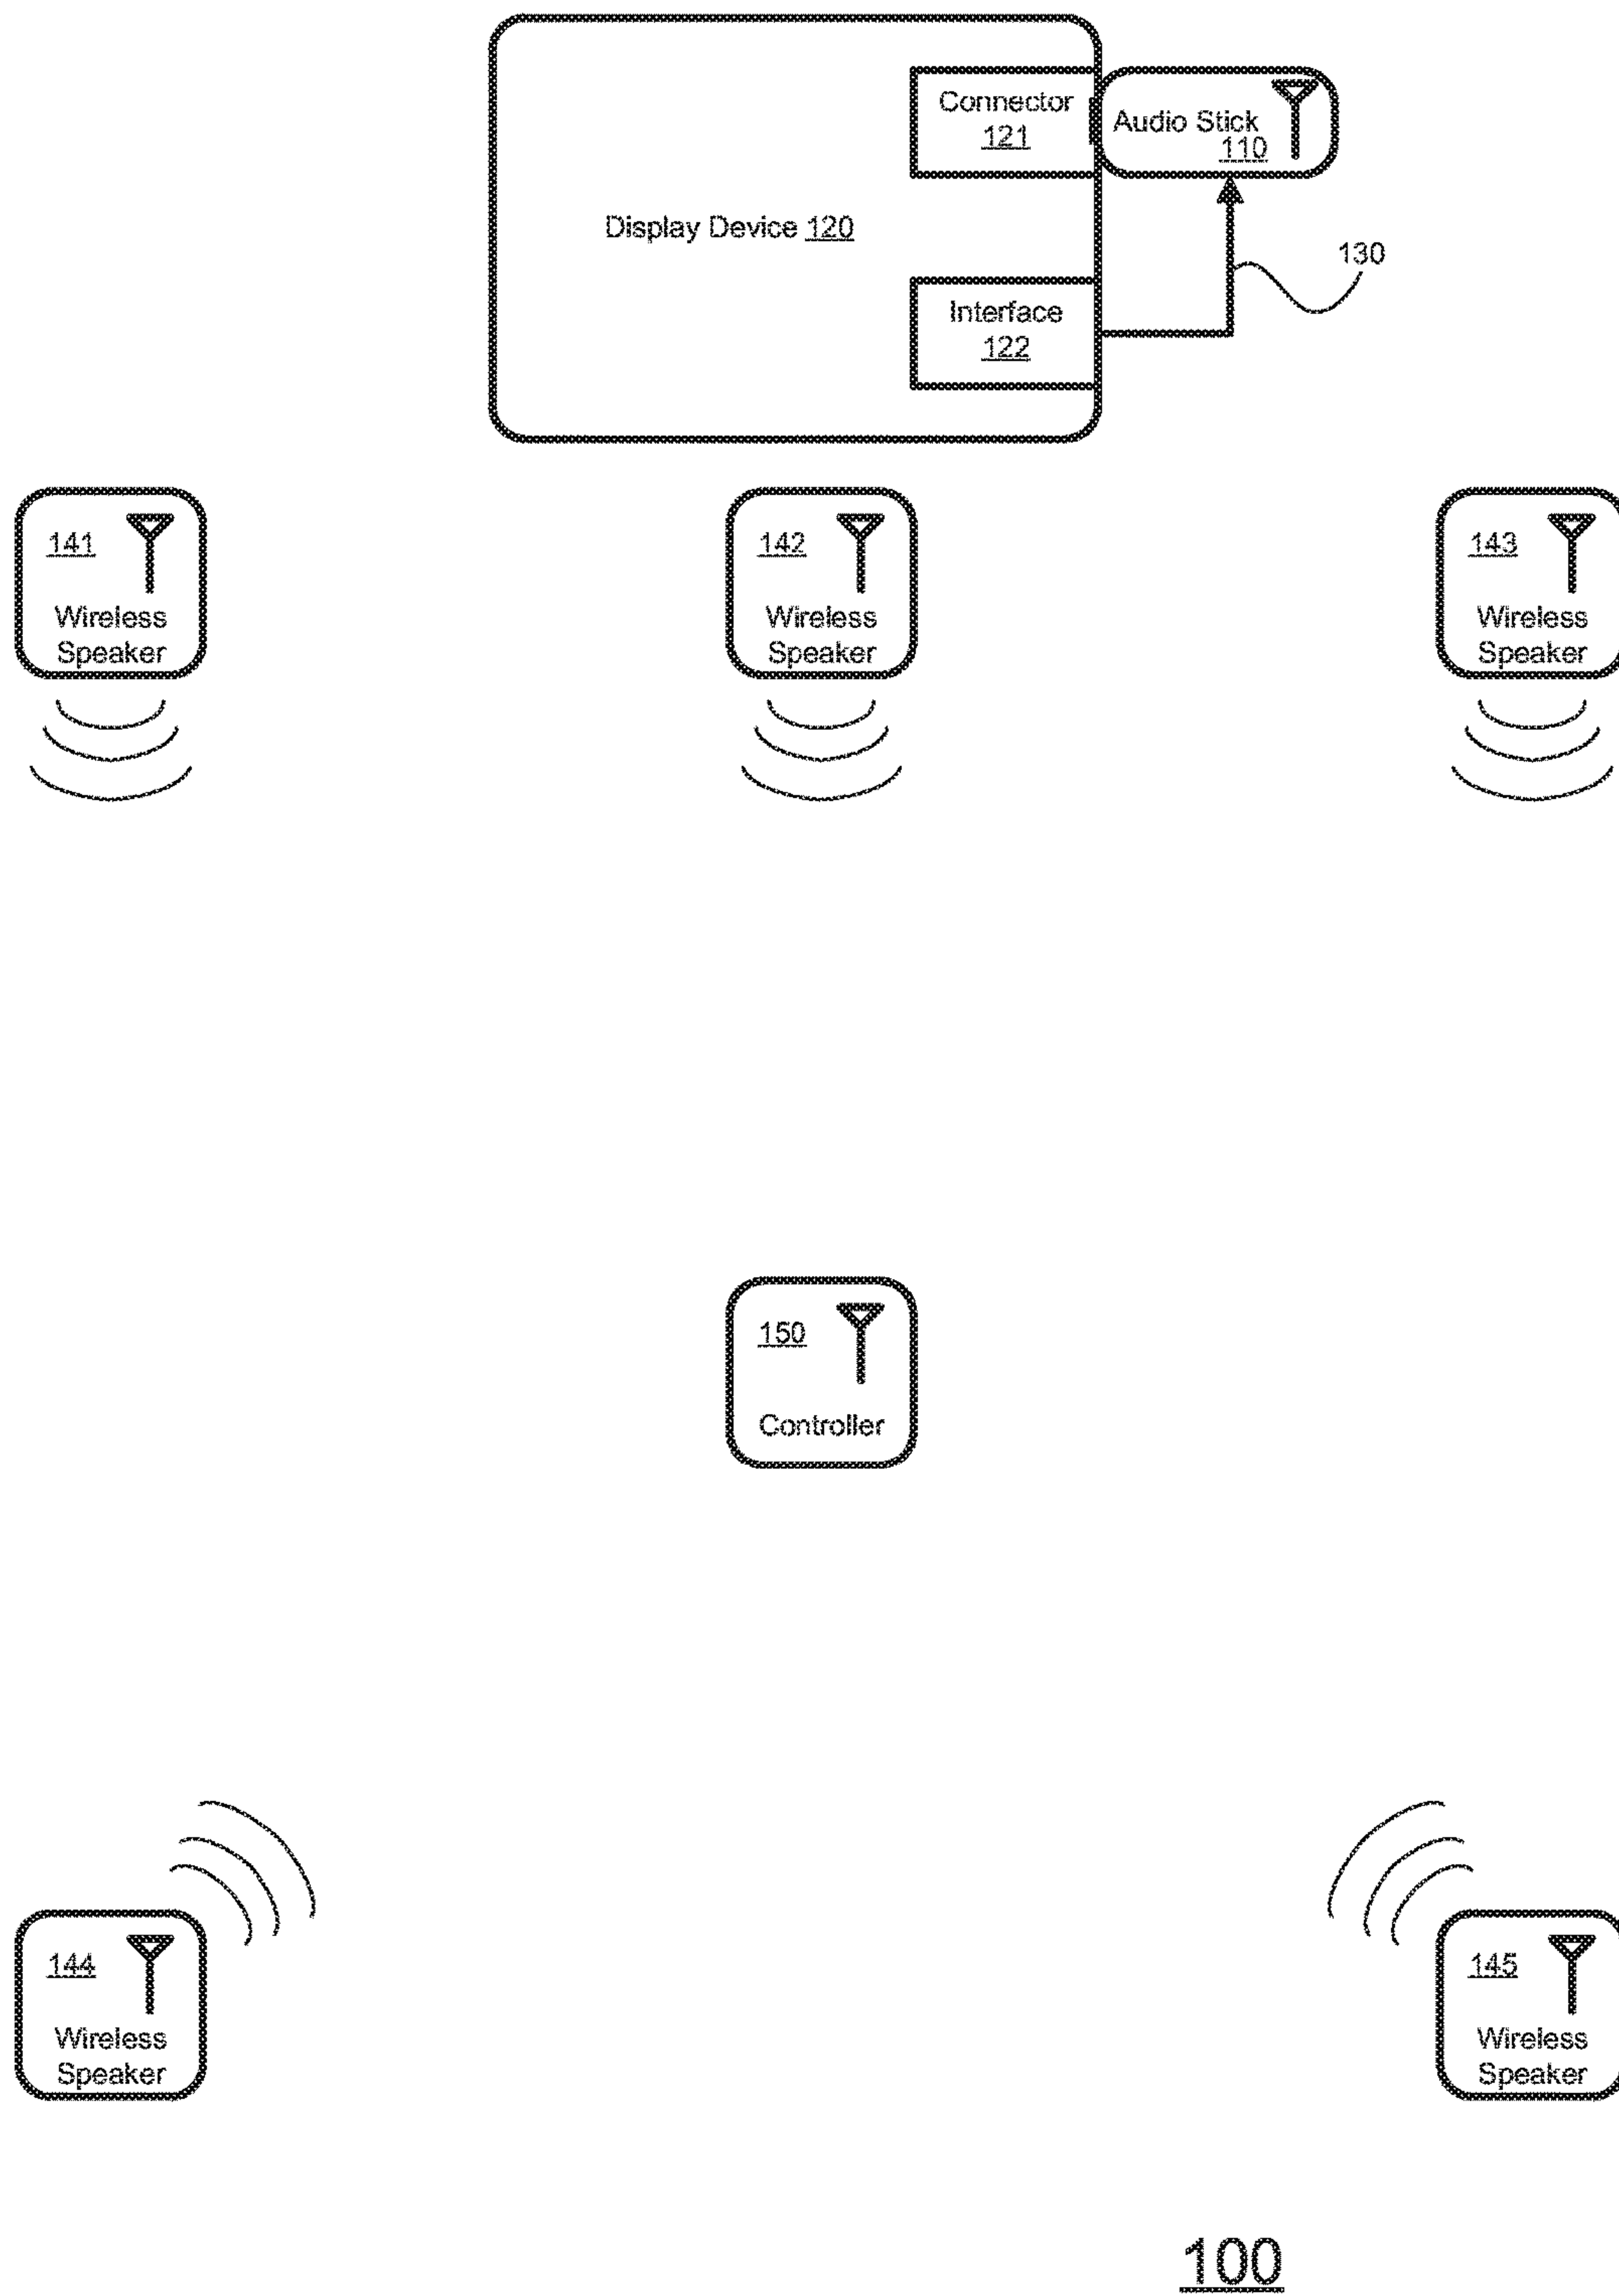 Connector
121
Audio Stick
110
Display Device 120
130
Interface
122
141
Wireless
Speaker
142
Wireless
Speaker
143
Wireless
Speaker
150
Controller
144
Wireless
Speaker
145
Wireless
Speaker
100